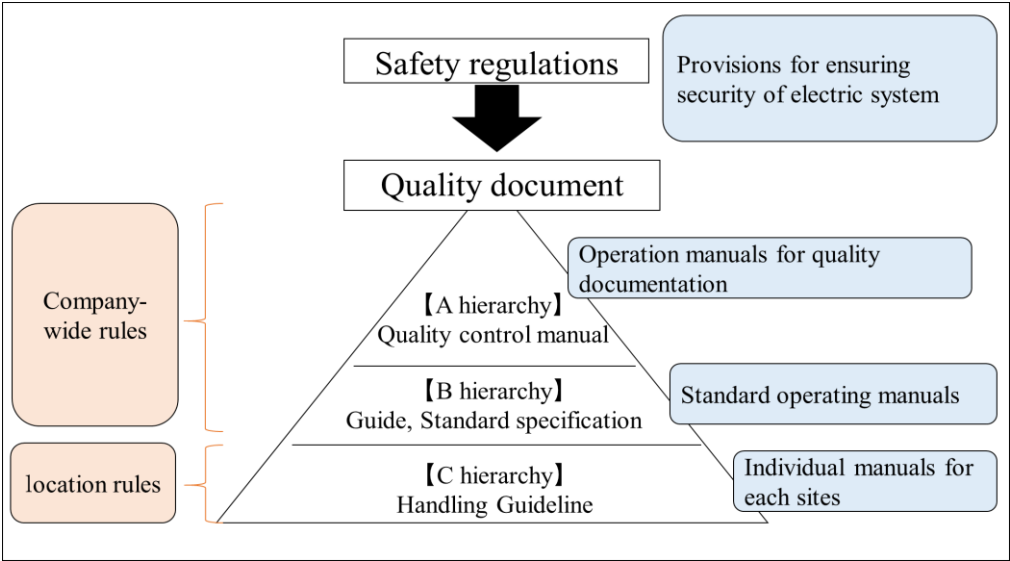 Safety regulations
Provisions for ensuring
security of electric system
Quality document
Company-
wide rules
Operation manuals for quality
documentation
【A hierarchy】
Quality control manual
【B hierarchy】
Guide, Standard specification
Standard operating manuals
location rules
【C hierarchy】
Handling Guideline
Individual manuals for
each sites